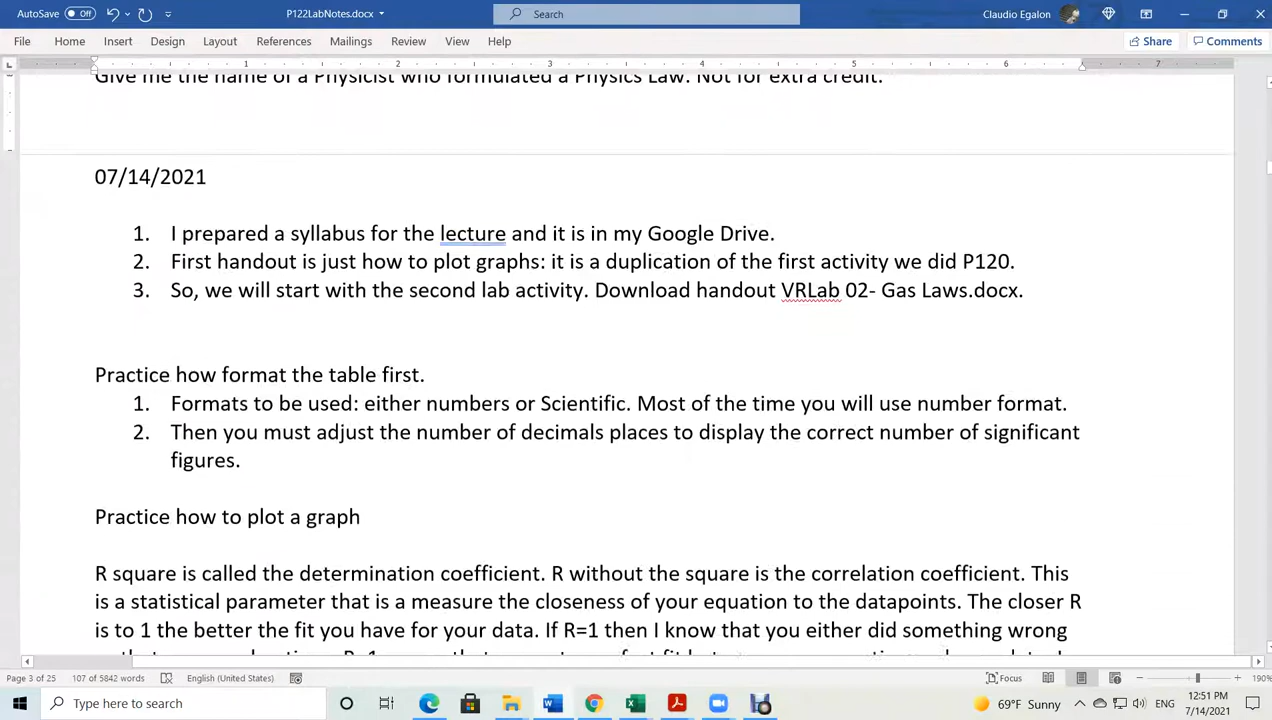 AutoSave Off P122LabNotes.docx Search Claudio Egalon
File Home Insert Design Layout References Mailings Review View Help Share Comments
1 2 3 4 5 6 7
Give me the name of a Physicist who formulated a Physics Law. Not for extra credit.
07/14/2021
1. I prepared a syllabus for the lecture and it is in my Google Drive.
2. First handout is just how to plot graphs: it is a duplication of the first activity we did P120.
3. So, we will start with the second lab activity. Download handout VRLab 02- Gas Laws.docx.
Practice how format the table first.
1. Formats to be used: either numbers or Scientific. Most of the time you will use number format.
2. Then you must adjust the number of decimals places to display the correct number of significant
figures.
Practice how to plot a graph
R square is called the determination coefficient. R without the square is the correlation coefficient. This
is a statistical parameter that is a measure the closeness of your equation to the datapoints. The closer R
is to 1 the better the fit you have for your data. If R=1 then I know that you either did something wrong
Page 3 of 25 107 of 5842 words English (United States) Focus 190%
Type here to search 69°F Sunny ENG 12:51 PM
7/14/2021